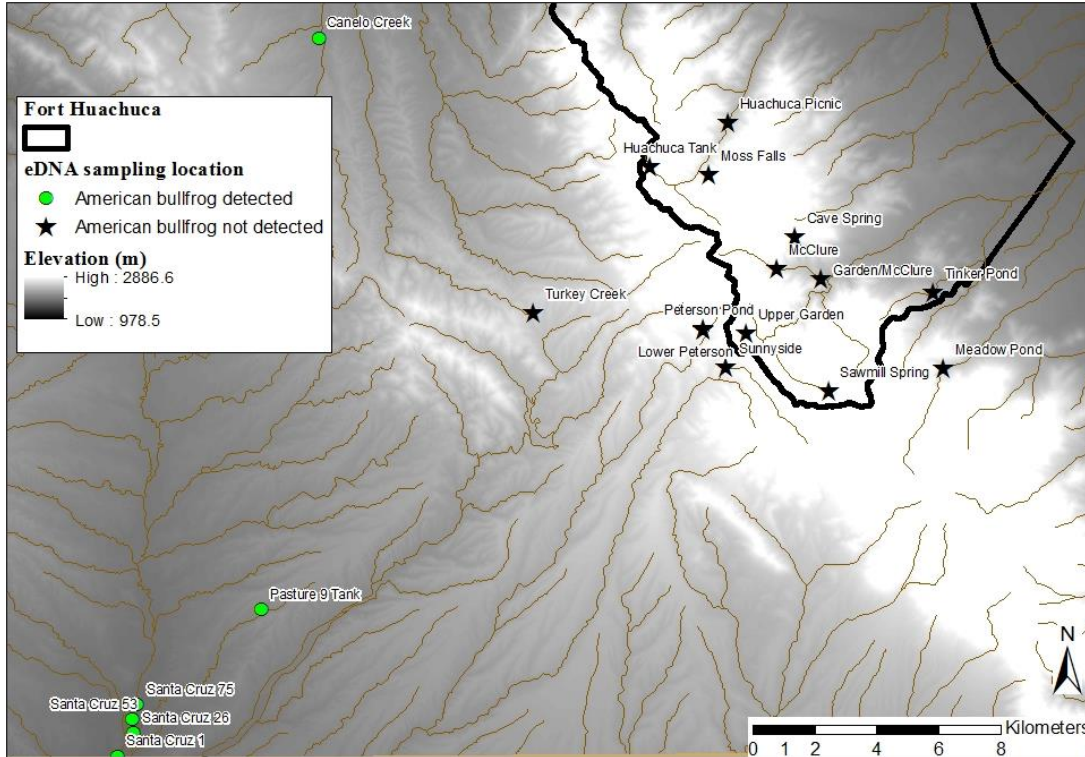 Canelo Creek
Fort Huachuca
eDNA sampling location
American bullfrog detected
American bullfrog not detected
Elevation (m)
High : 2886.6
Low : 978.5
Huachuca Picnic
Huachuca Tank
Moss Falls
Cave Spring
McClure
Garden/McClure
Tinker Pond
Turkey Creek
Peterson Pond
Upper Garden
Lower Peterson
Sunnyside
Meadow Pond
Sawmill Spring
Pasture 9 Tank
Santa Cruz 75
Santa Cruz 53
Santa Cruz 26
Santa Cruz 1
N
Kilometers
0 1 2 4 6 8